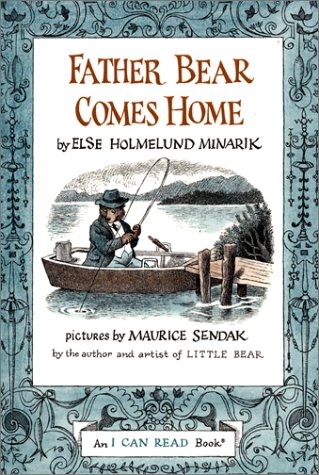 FATHER BEAR
COMES HOME
by ELSE HOLMELUND MINARIK
pictures by MAURICE SENDAK
by the author and artist of LITTLE BEAR
An I CAN READ Book®